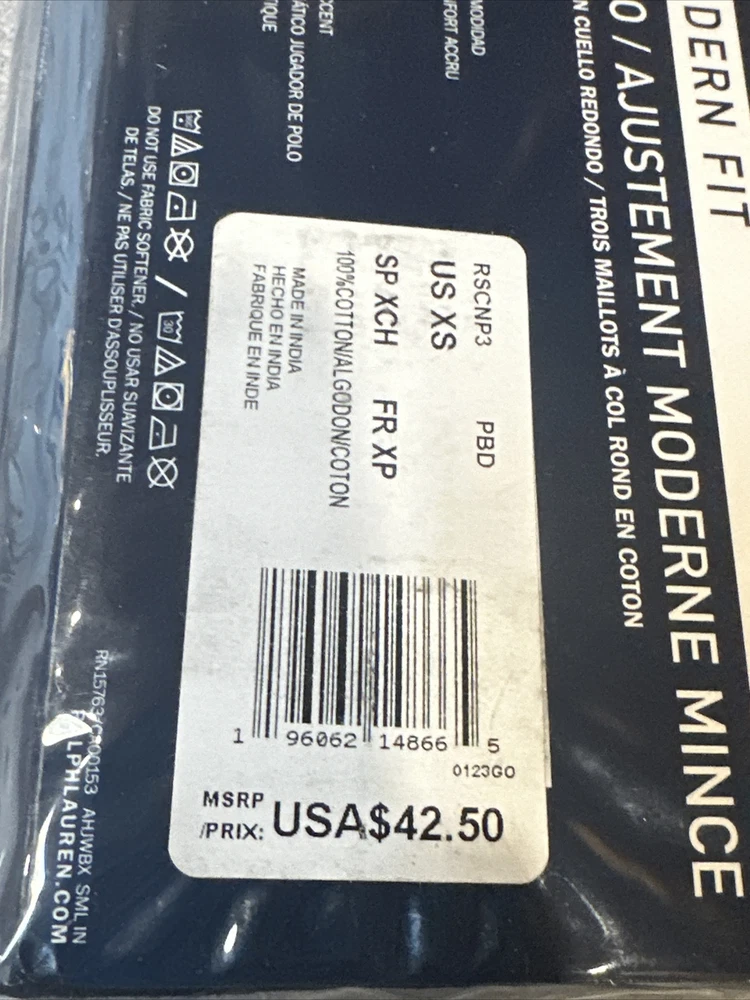 DERN FIT
O / AJUSTEMENT MODERNE MINCE
N CUELLO REDONDO / TROIS MAILLOTS À COL ROND EN COTON
MODIDAD
FORT ACCRU
ÁTICO JUGADOR DE POLO
TIQUE
DO NOT USE FABRIC SOFTENER. / NO USAR SUAVIZANTE
DE TELAS. / NE PAS UTILISER D'ASSOUPLISSEUR.
RSCNP3 PBD
US XS
SP XCH FR XP
100%COTTON/ALGODON/COTON
MADE IN INDIA
HECHO EN INDIA
FABRIQUE EN INDE
1 96062 14866 5
0123GO
MSRP
/PRIX: USA$42.50
AHJWBX SML IN
LPHLAUREN.COM